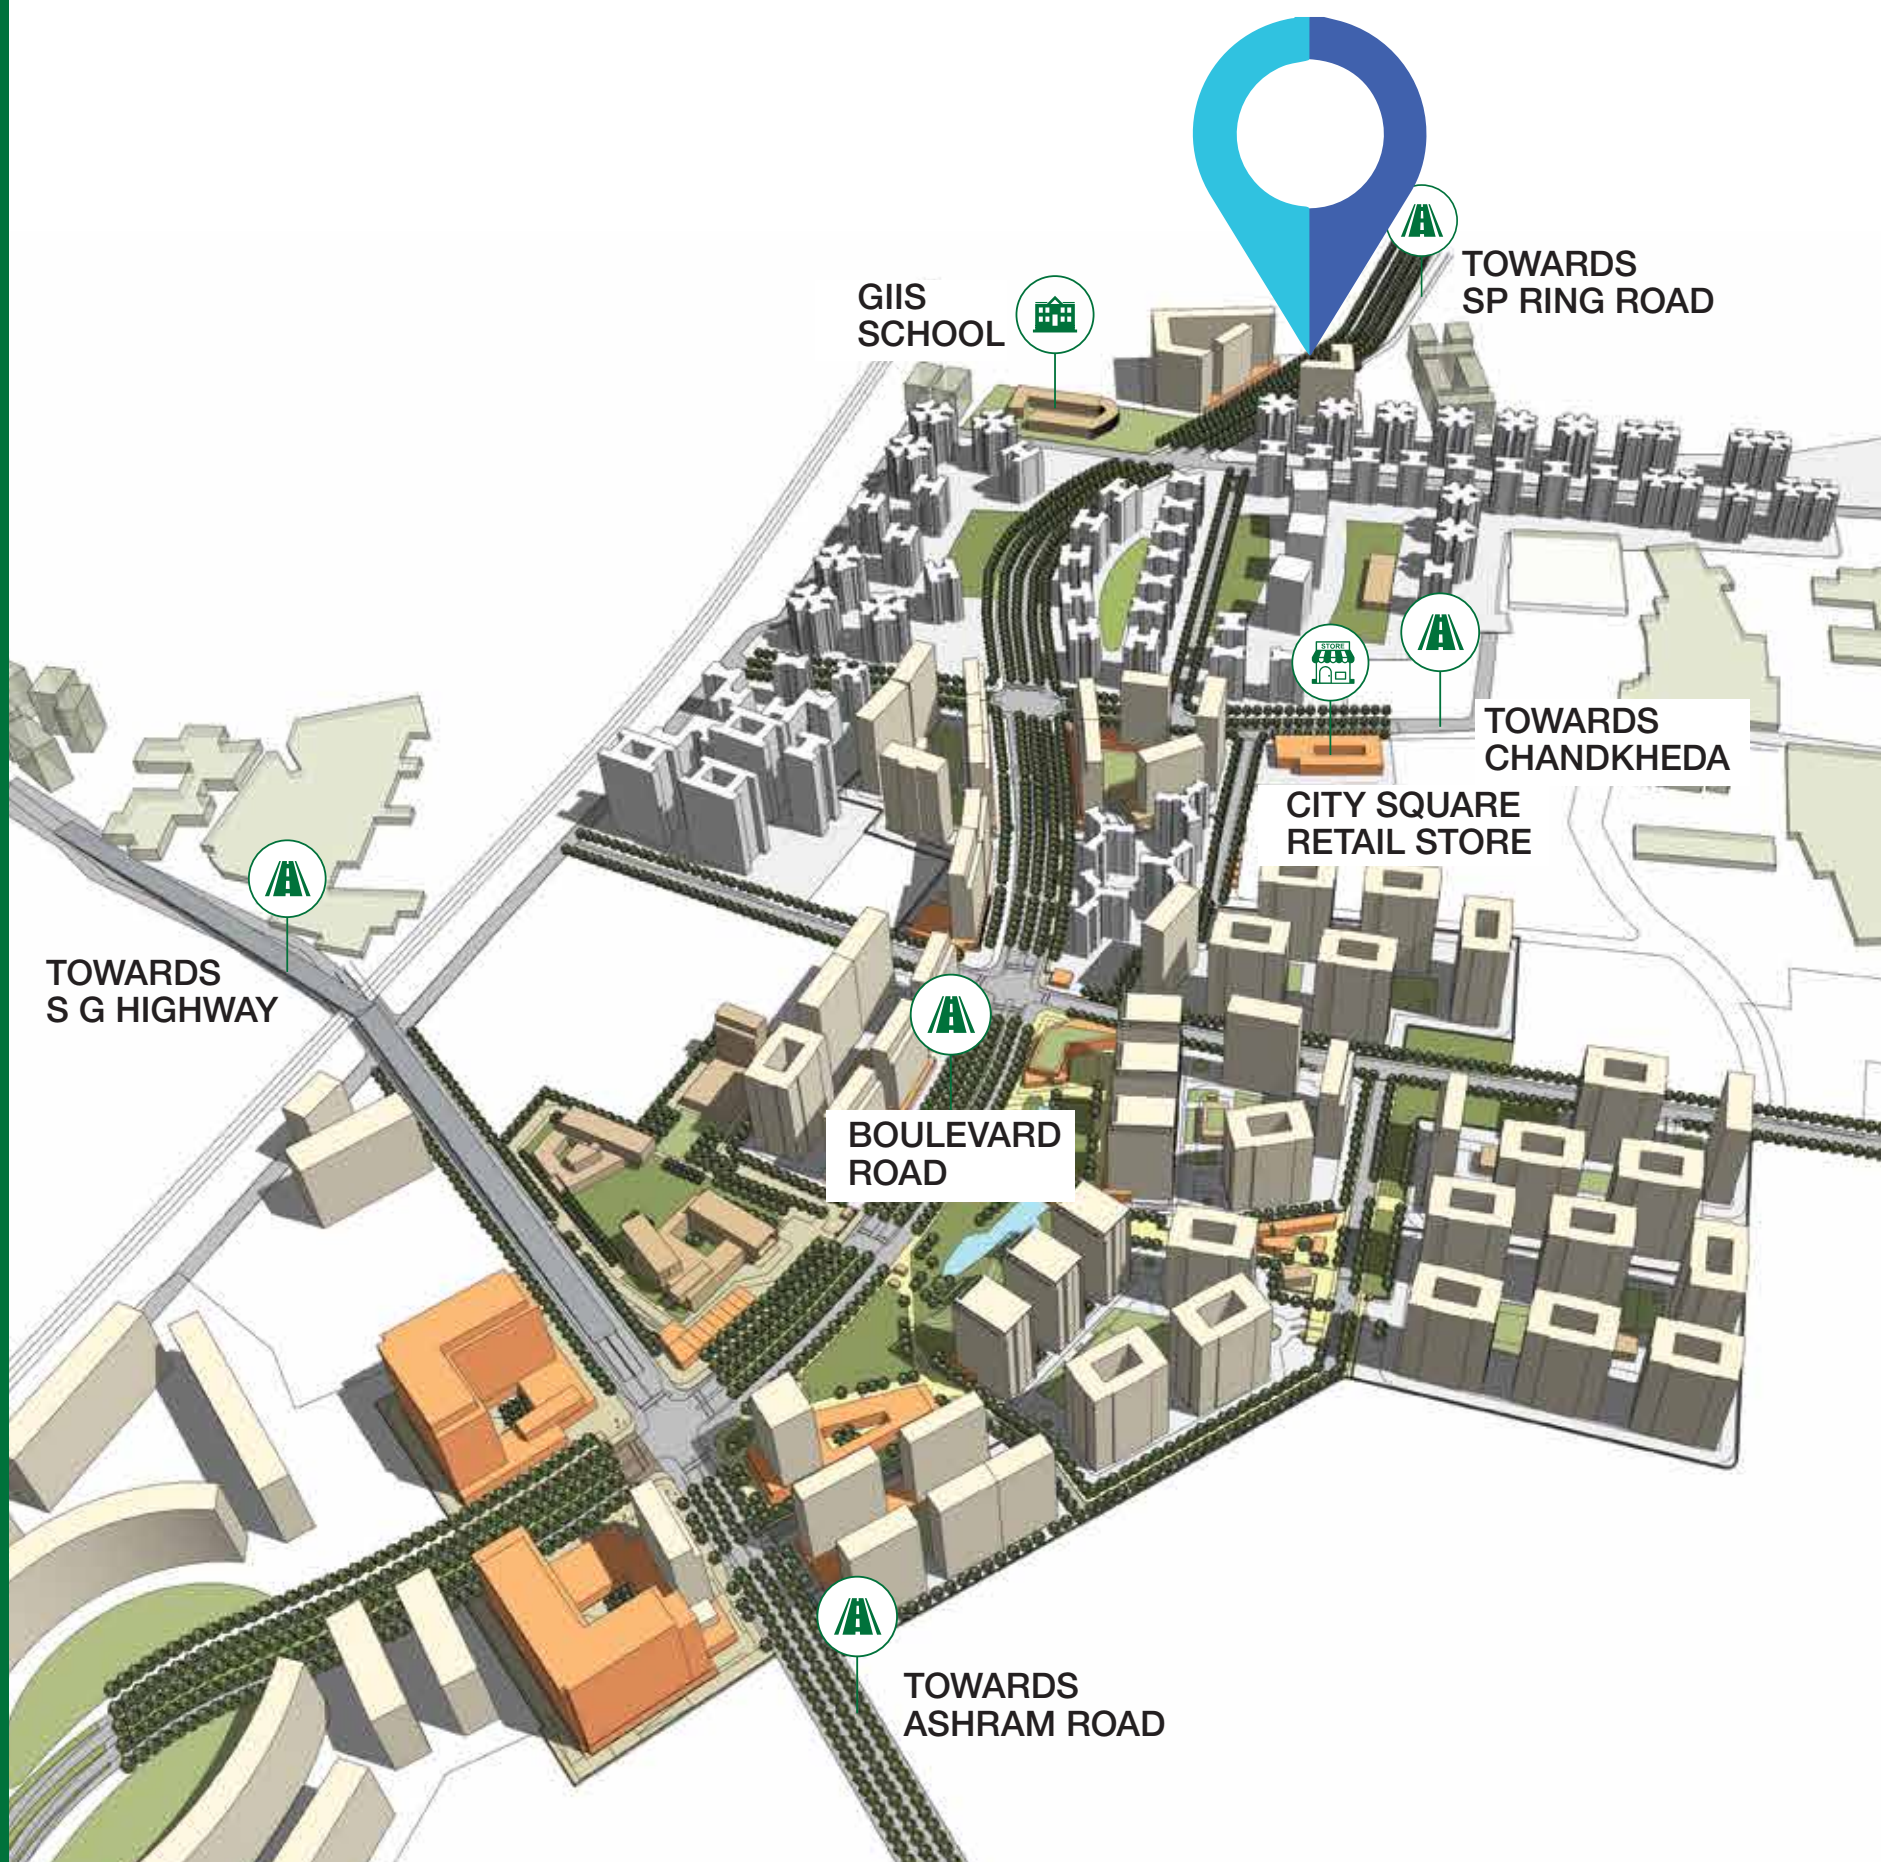 TOWARDS
SP RING ROAD
GIIS
SCHOOL
STORE
TOWARDS
CHANDKHEDA
CITY SQUARE
RETAIL STORE
TOWARDS
S G HIGHWAY
BOULEVARD
ROAD
TOWARDS
ASHRAM ROAD